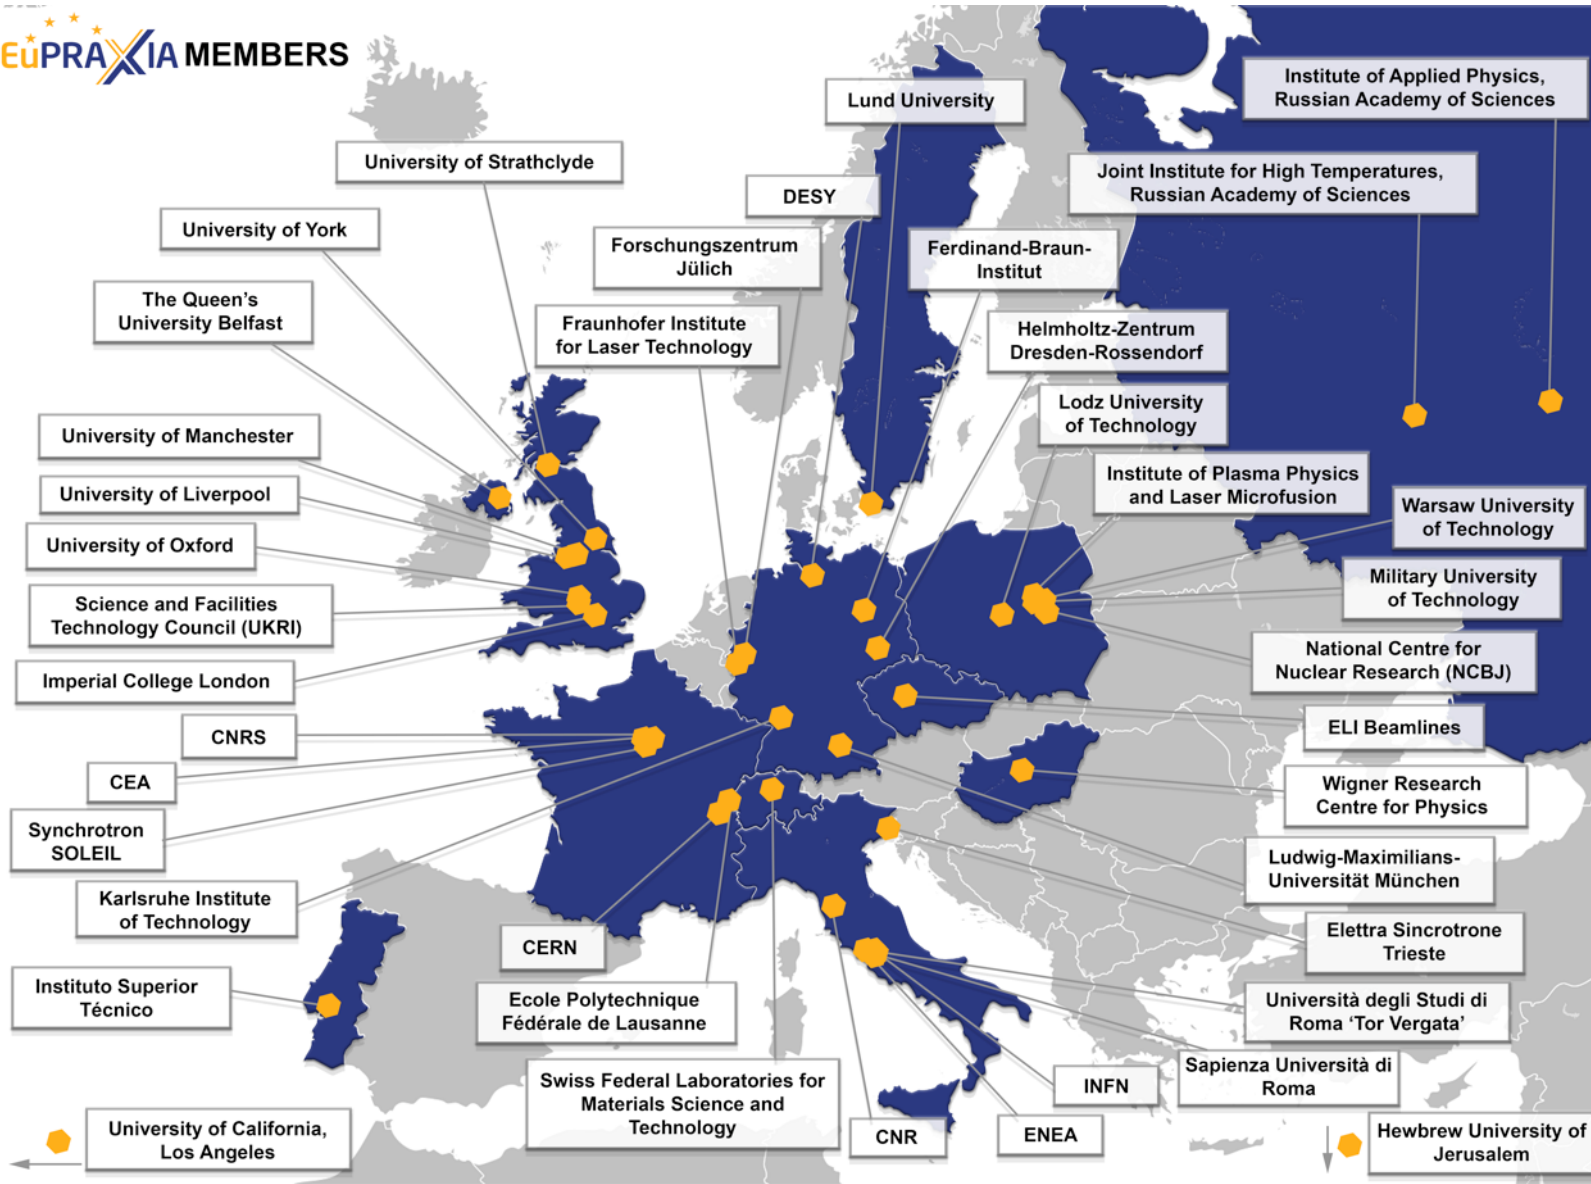 EuPRAXIA MEMBERS
Institute of Applied Physics,
Russian Academy of Sciences
Lund University
University of Strathclyde
Joint Institute for High Temperatures,
Russian Academy of Sciences
DESY
University of York
Forschungszentrum
Jülich
Ferdinand-Braun-
Institut
The Queen's
University Belfast
Fraunhofer Institute
for Laser Technology
Helmholtz-Zentrum
Dresden-Rossendorf
Lodz University
of Technology
University of Manchester
Institute of Plasma Physics
and Laser Microfusion
University of Liverpool
Warsaw University
of Technology
University of Oxford
Military University
of Technology
Science and Facilities
Technology Council (UKRI)
National Centre for
Nuclear Research (NCBJ)
Imperial College London
CNRS
ELI Beamlines
CEA
Wigner Research
Centre for Physics
Synchrotron
SOLEIL
Ludwig-Maximilians-
Universität München
Karlsruhe Institute
of Technology
CERN
Elettra Sincrotrone
Trieste
Instituto Superior
Técnico
Ecole Polytechnique
Fédérale de Lausanne
Università degli Studi di
Roma 'Tor Vergata'
Swiss Federal Laboratories for
Materials Science and
Technology
Sapienza Università di
Roma
INFN
CNR
ENEA
University of California,
Los Angeles
Hewbrew University of
Jerusalem